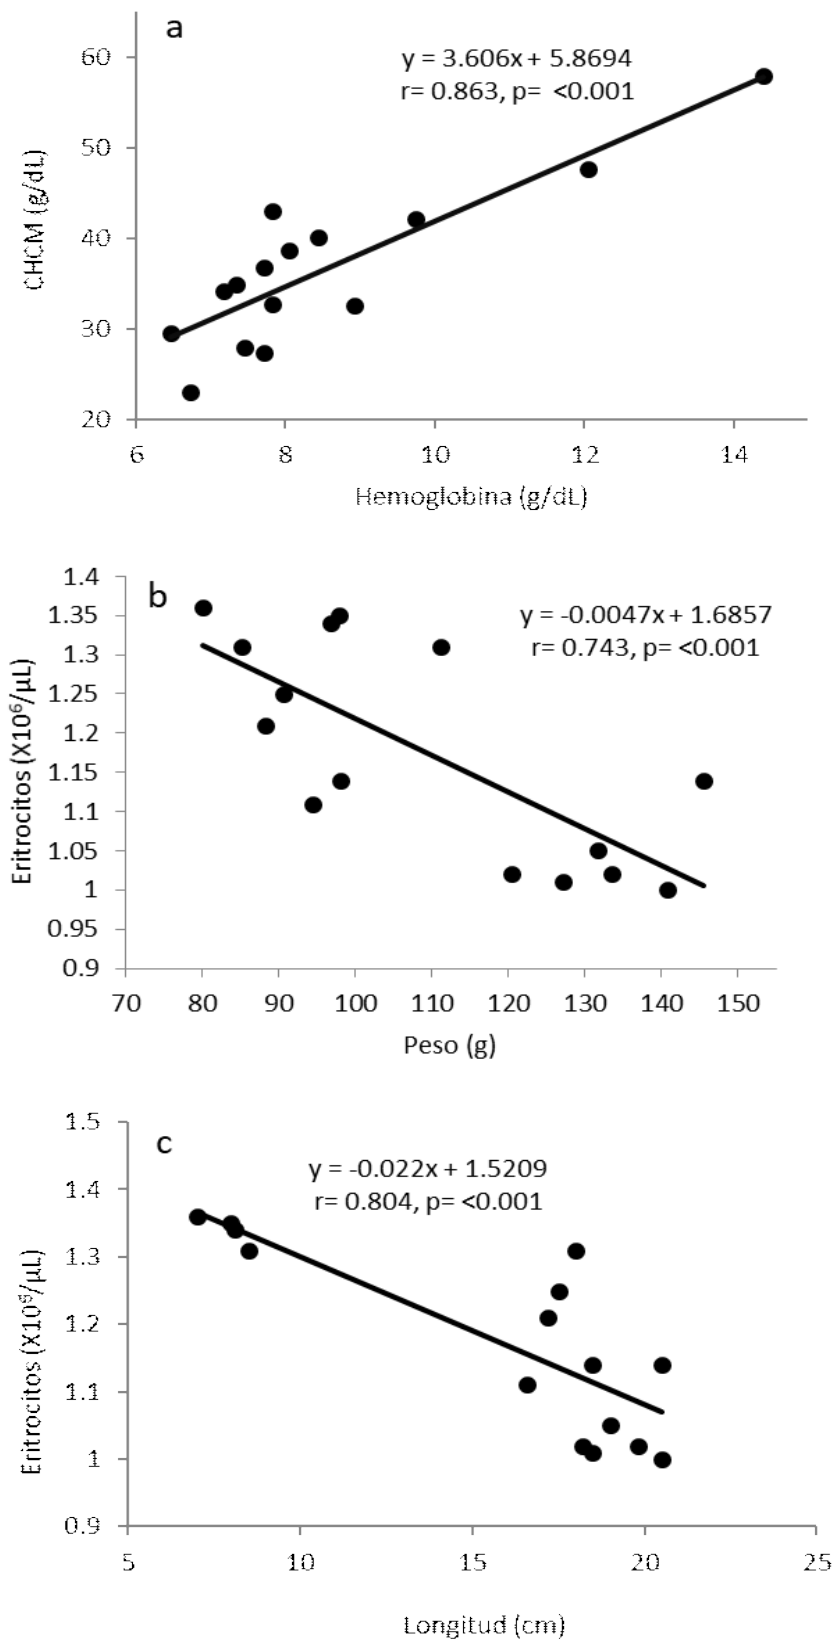 a
y = 3.606x + 5.8694
r= 0.863, p= <0.001
60
50
40
30
20
CHCM (g/dL)
6 8 10 12 14
Hemoglobina (g/dL)
b
y = -0.0047x + 1.6857
r= 0.743, p= <0.001
1.4
1.35
1.3
1.25
1.2
1.15
1.1
1.05
1
0.95
0.9
Eritrocitos (X10⁶/µL)
70 80 90 100 110 120 130 140 150
Peso (g)
c
y = -0.022x + 1.5209
r= 0.804, p= <0.001
1.5
1.4
1.3
1.2
1.1
1
0.9
Eritrocitos (X10⁶/µL)
5 10 15 20 25
Longitud (cm)